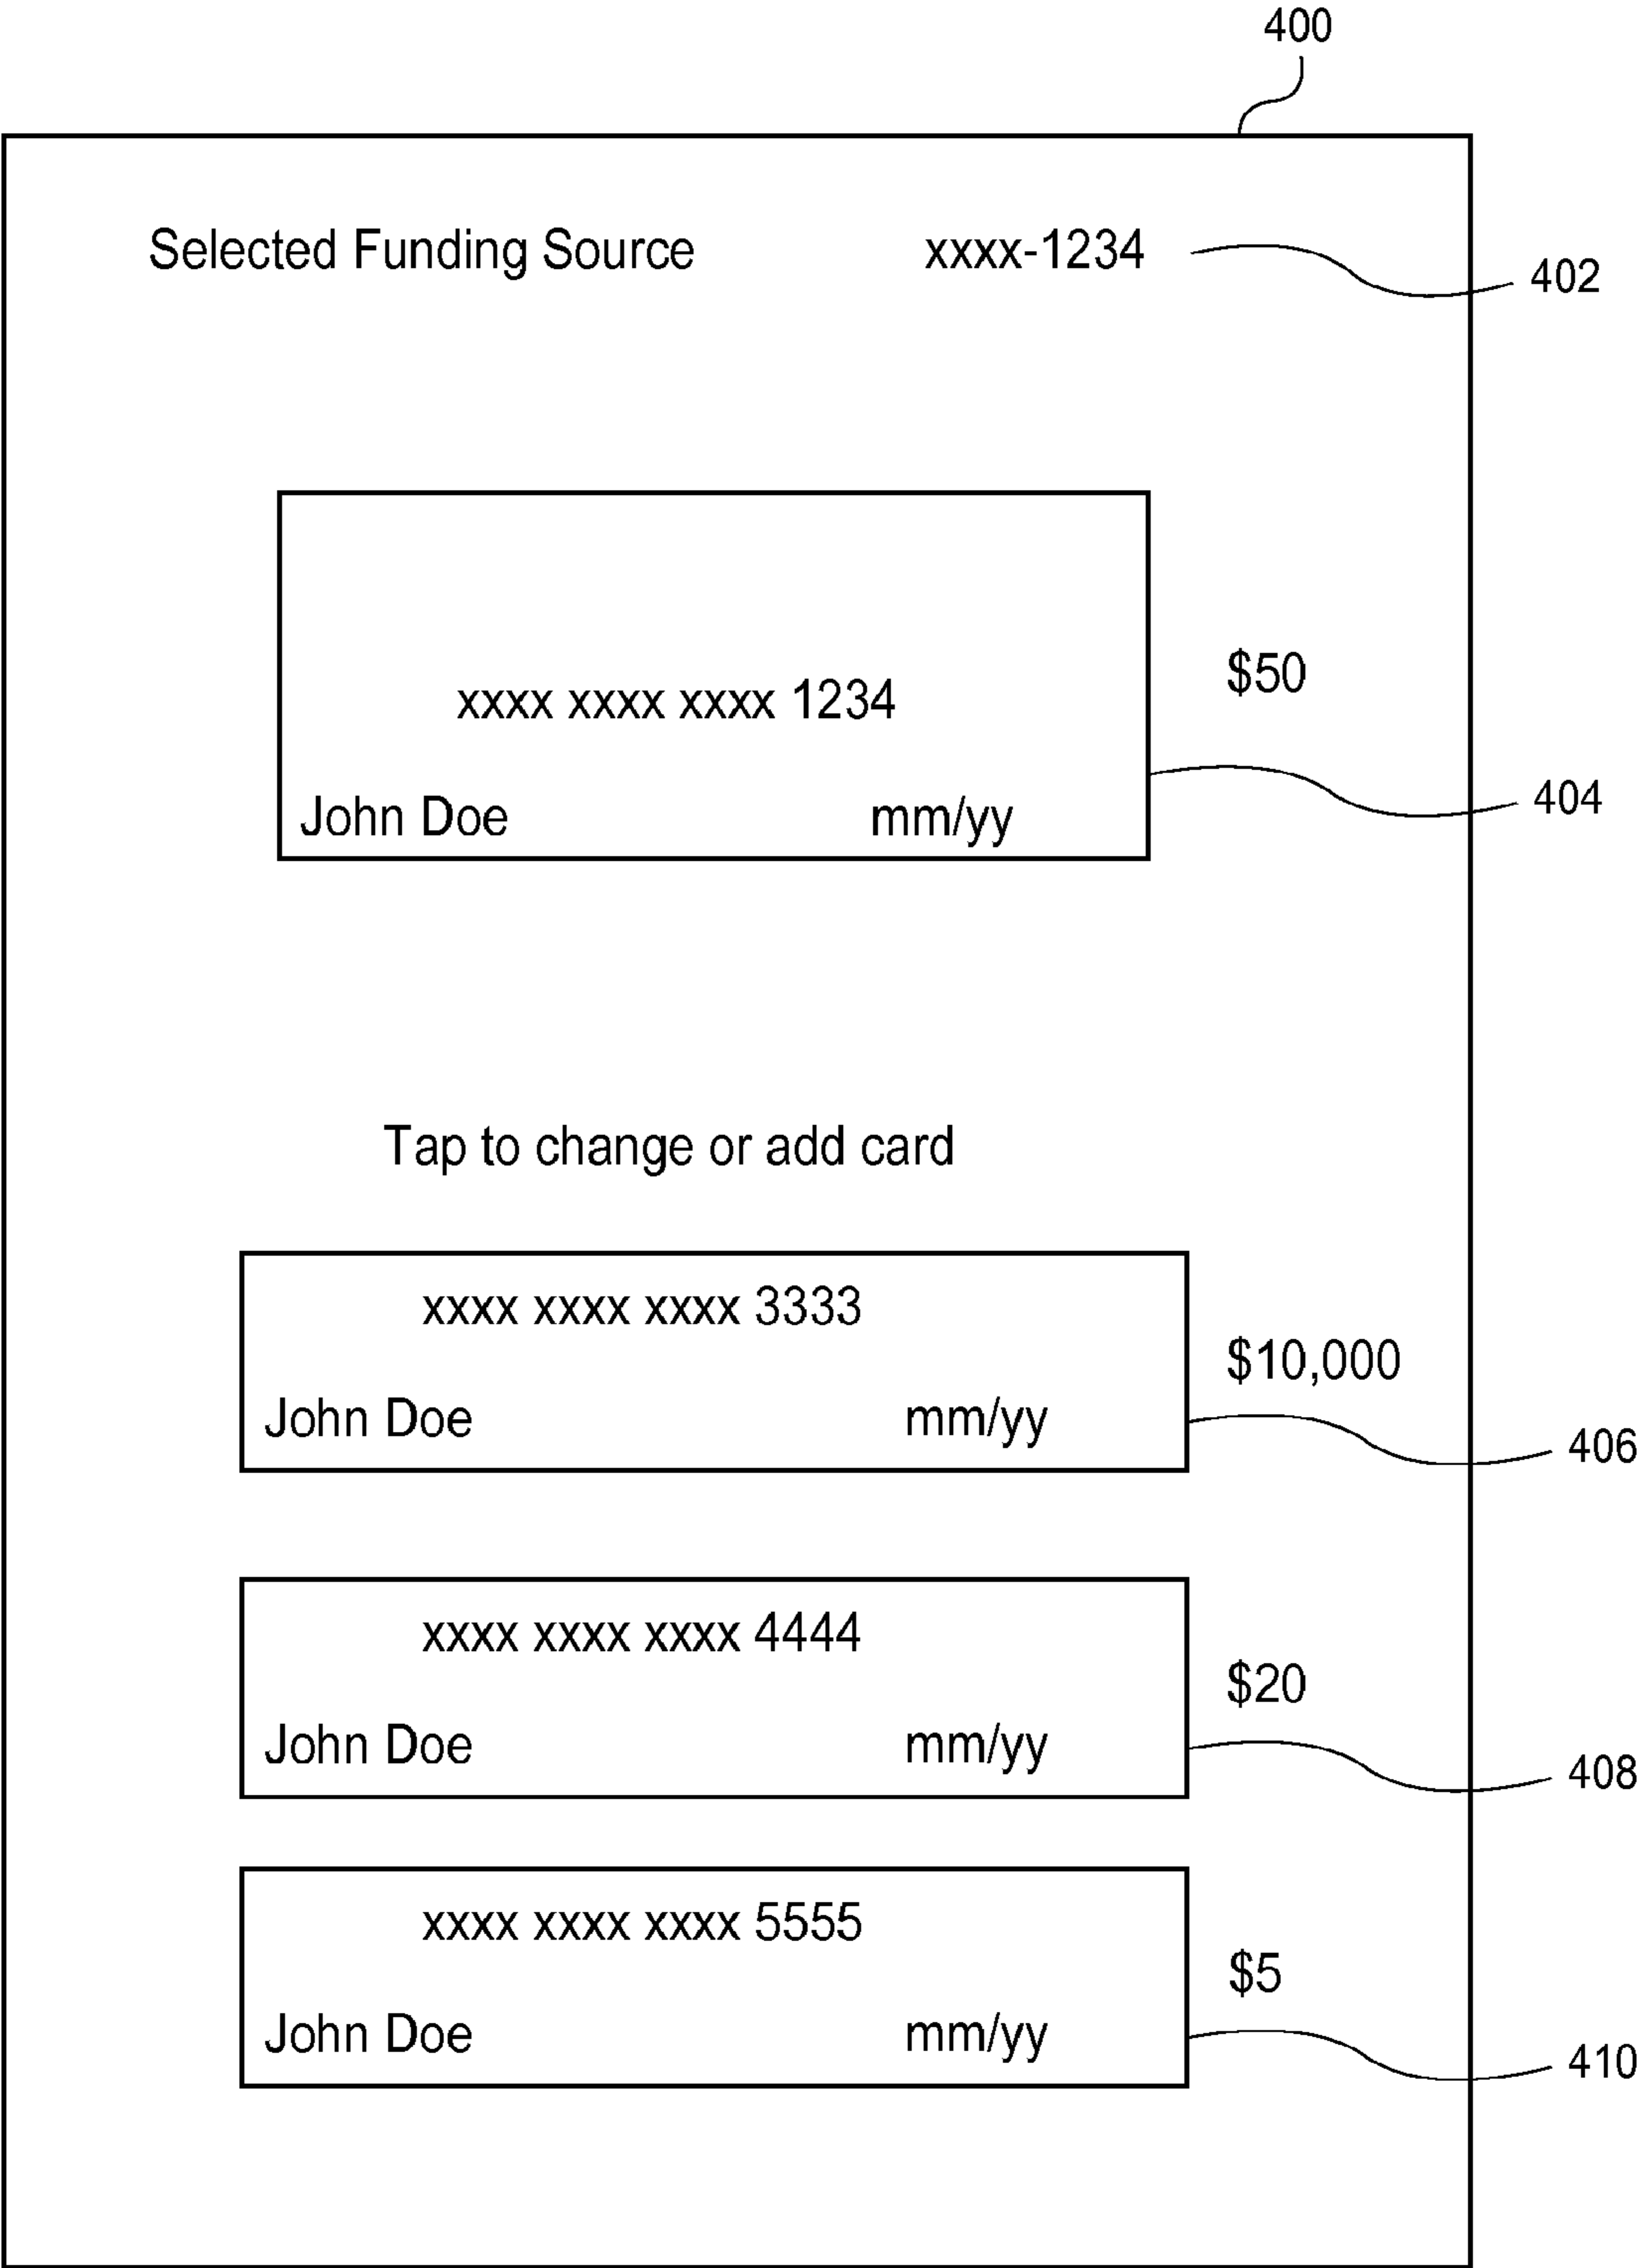 400
Selected Funding Source xxxx-1234
402
$50
xxxx xxxx xxxx 1234
404
John Doe mm/yy
Tap to change or add card
xxxx xxxx xxxx 3333
$10,000
John Doe mm/yy
406
xxxx xxxx xxxx 4444
$20
John Doe mm/yy
408
xxxx xxxx xxxx 5555
$5
John Doe mm/yy
410